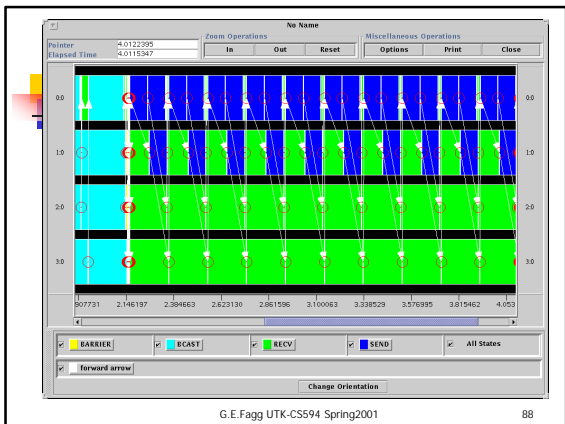 No Name
Zoom Operations
Miscellaneous Operations
Pointer 4.0122395
Elapsed Time 4.0115347
In Out Reset
Options Print Close
0:0 0:0
1:0 1:0
2:0 2:0
3:0 3:0
907731 2.146197 2.384663 2.623130 2.861596 3.100063 3.338529 3.576995 3.815462 4.053
BARRIER BCAST RECV SEND All States
forward arrow
Change Orientation
G.E.Fagg UTK-CS594 Spring2001 88